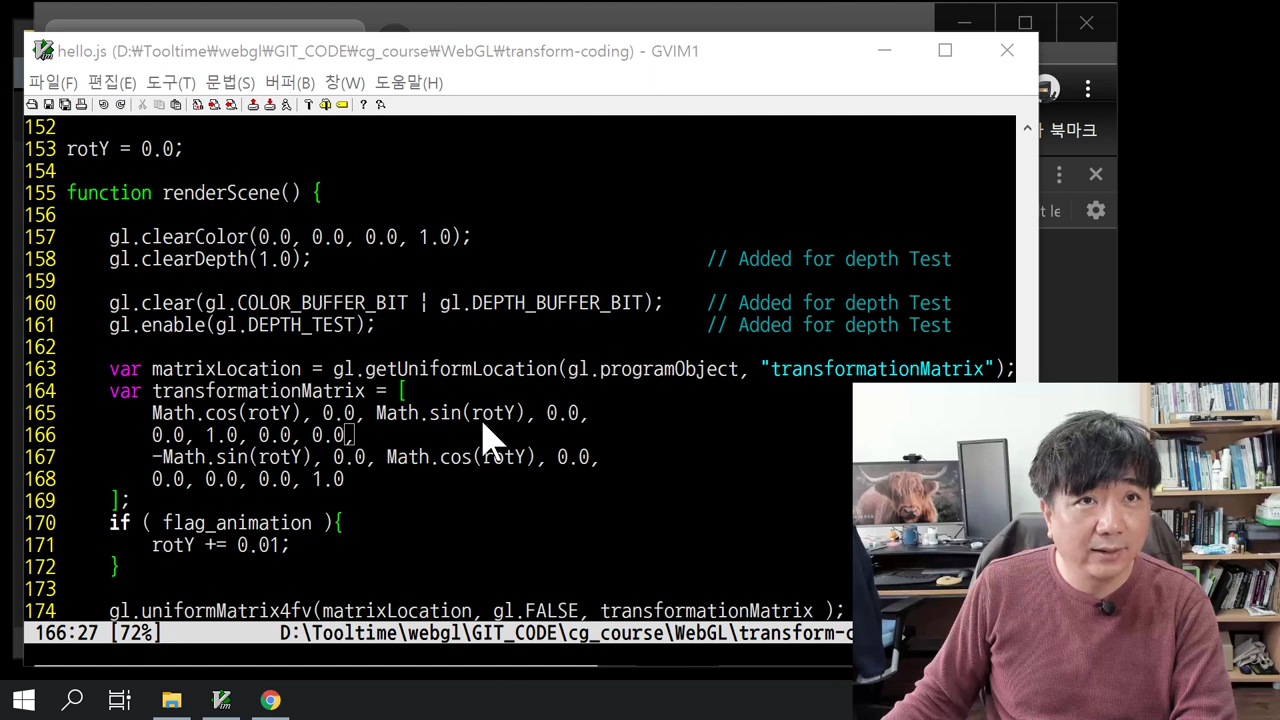 hello.js (D:₩Tooltime₩webgl₩GIT_CODE₩cg_course₩WebGL₩transform-coding) - GVIM1
파일(F) 편집(E) 도구(T) 문법(S) 버퍼(B) 창(W) 도움말(H)
북마크
152
153 rotY = 0.0;
154
155 function renderScene() {
156
157 gl.clearColor(0.0, 0.0, 0.0, 1.0);
158 gl.clearDepth(1.0); // Added for depth Test
159
160 gl.clear(gl.COLOR_BUFFER_BIT | gl.DEPTH_BUFFER_BIT); // Added for depth Test
161 gl.enable(gl.DEPTH_TEST); // Added for depth Test
162
163 var matrixLocation = gl.getUniformLocation(gl.programObject, "transformationMatrix");
164 var transformationMatrix = [
165 Math.cos(rotY), 0.0, Math.sin(rotY), 0.0,
166 0.0, 1.0, 0.0, 0.0,
167 -Math.sin(rotY), 0.0, Math.cos(rotY), 0.0,
168 0.0, 0.0, 0.0, 1.0
169 ];
170 if ( flag_animation ){
171 rotY += 0.01;
172 }
173
174 gl.uniformMatrix4fv(matrixLocation, gl.FALSE, transformationMatrix );
166:27 [72%] D:\Tooltime\webgl\GIT_CODE\cg_course\WebGL\transform-c